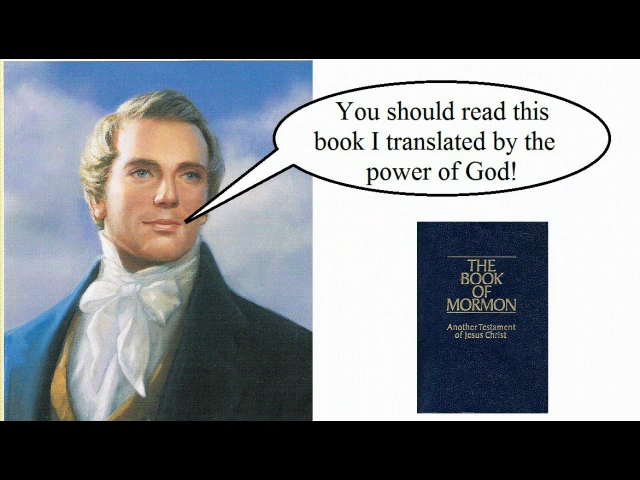 You should read this
book I translated by the
power of God!
THE
BOOK
OF
MORMON
Another Testament
of Jesus Christ